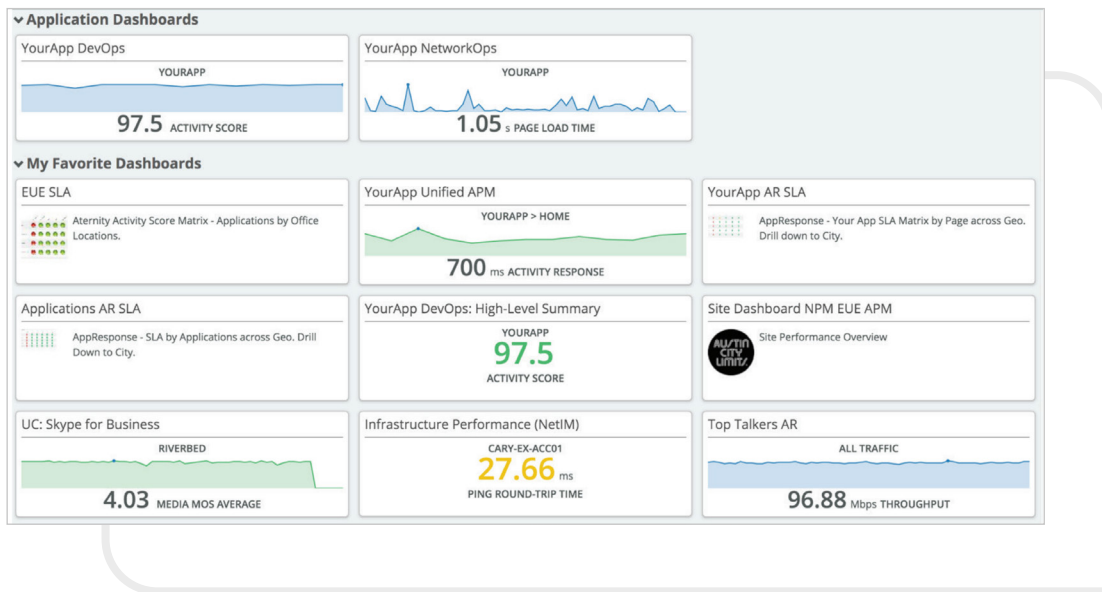 Application Dashboards
YourApp DevOps
YOURAPP
97.5 ACTIVITY SCORE
YourApp NetworkOps
YOURAPP
1.05 s PAGE LOAD TIME
My Favorite Dashboards
EUE SLA
Aternity Activity Score Matrix - Applications by Office
Locations.
YourApp Unified APM
YOURAPP > HOME
700 ms ACTIVITY RESPONSE
YourApp AR SLA
AppResponse - Your App SLA Matrix by Page across Geo.
Drill down to City.
Applications AR SLA
AppResponse - SLA by Applications across Geo. Drill
Down to City.
YourApp DevOps: High-Level Summary
YOURAPP
97.5
ACTIVITY SCORE
Site Dashboard NPM EUE APM
AUSTIN
CITY
LIMITS
Site Performance Overview
UC: Skype for Business
RIVERBED
4.03 MEDIA MOS AVERAGE
Infrastructure Performance (NetIM)
CARY-EX-ACC01
27.66 ms
PING ROUND-TRIP TIME
Top Talkers AR
ALL TRAFFIC
96.88 Mbps THROUGHPUT